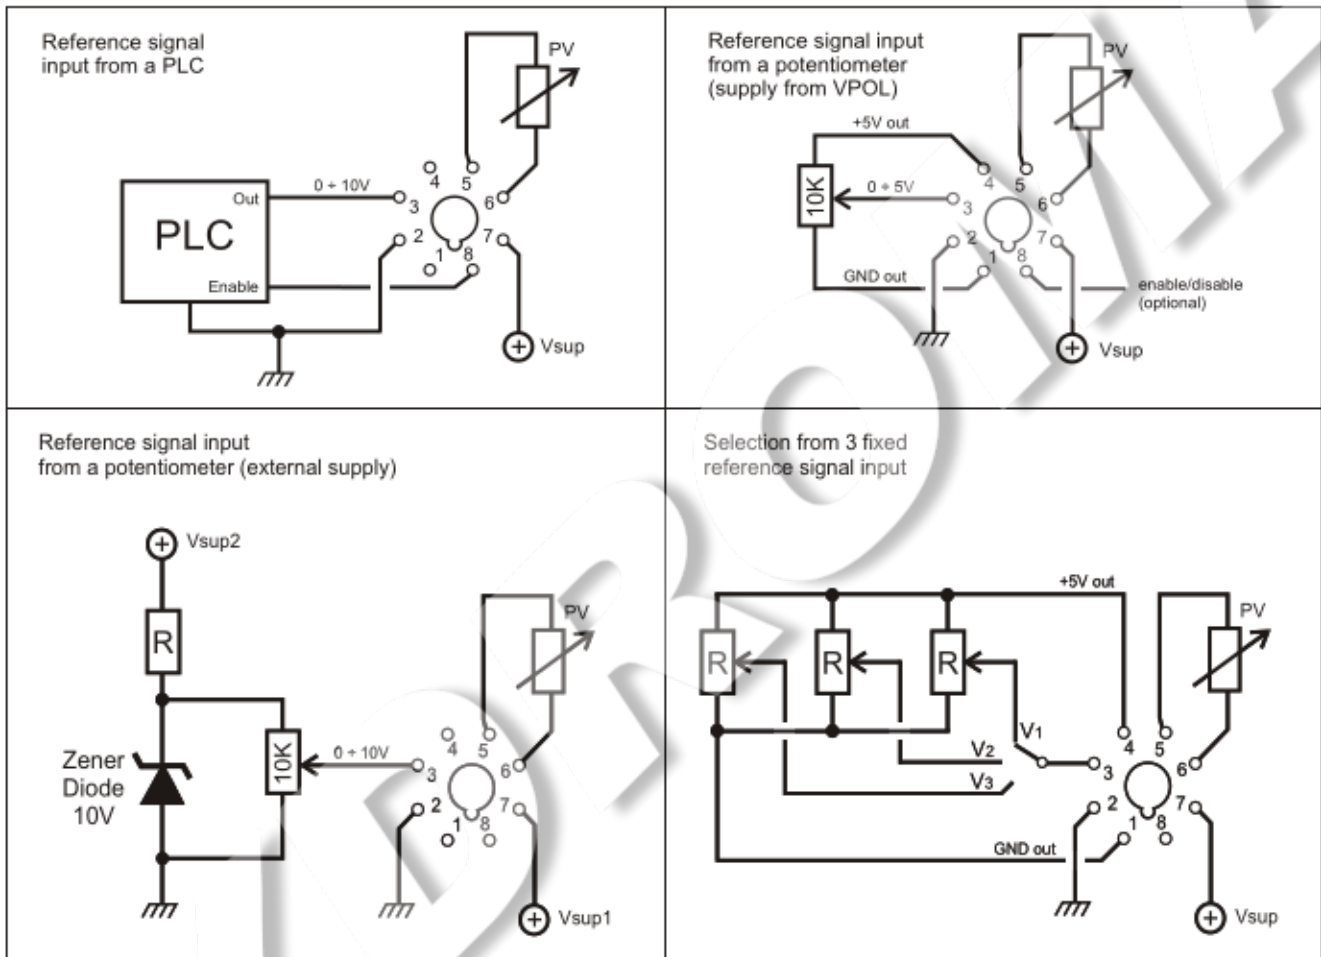 Reference signal
input from a PLC
PV
4
5
0 ÷ 10V
Out
3
6
PLC
2
7
1
8
Enable
Vsup
Reference signal input
from a potentiometer
(supply from VPOL)
PV
+5V out
4
5
10K
0 ÷ 5V
3
6
2
7
1
8
GND out
enable/disable
(optional)
Vsup
Reference signal input
from a potentiometer (external supply)
Vsup2
R
PV
4
5
10K
0 ÷ 10V
3
6
Zener
Diode
10V
2
7
1
8
Vsup1
Selection from 3 fixed
reference signal input
+5V out
PV
R
R
R
V1
4
5
V2
3
6
V3
2
7
1
8
GND out
Vsup